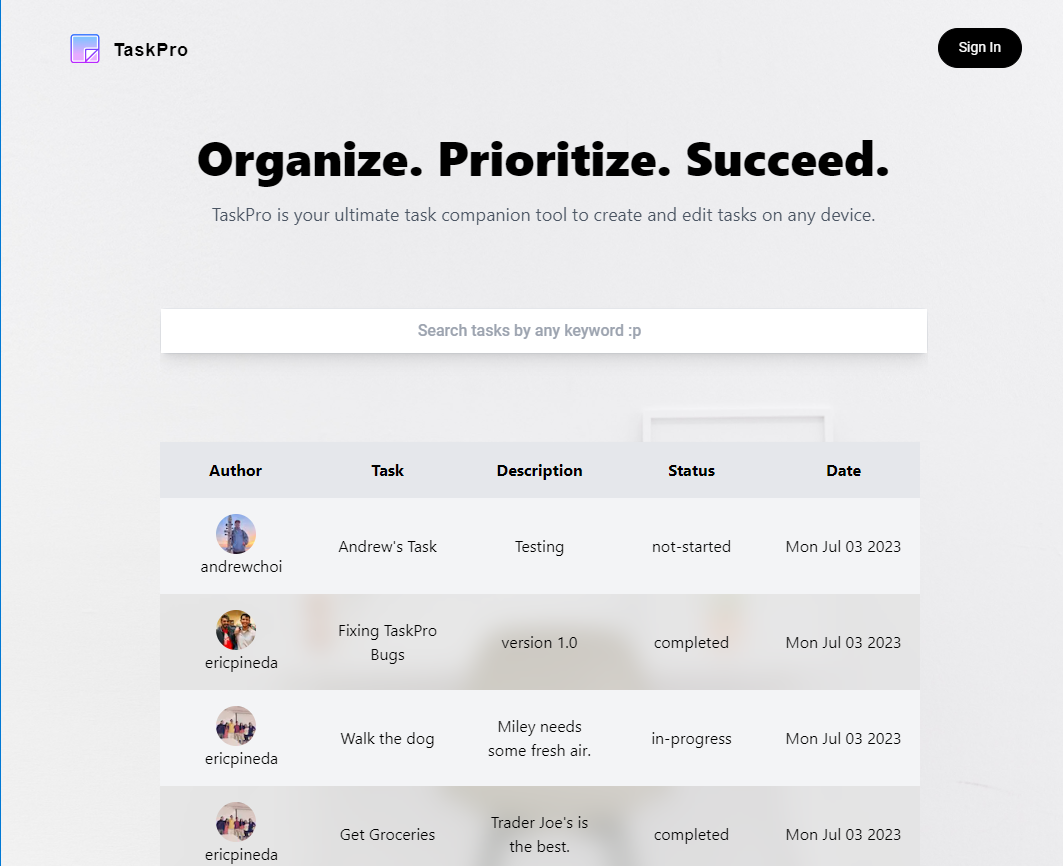 TaskPro
Sign In
Organize. Prioritize. Succeed.
TaskPro is your ultimate task companion tool to create and edit tasks on any device.
Search tasks by any keyword :p
Author Task Description Status Date
andrewchoi Andrew's Task Testing not-started Mon Jul 03 2023
Fixing TaskPro
Bugs
version 1.0 completed Mon Jul 03 2023
ericpineda
Walk the dog
Miley needs
some fresh air.
in-progress Mon Jul 03 2023
ericpineda
Get Groceries
Trader Joe's is
the best.
completed Mon Jul 03 2023
ericpineda